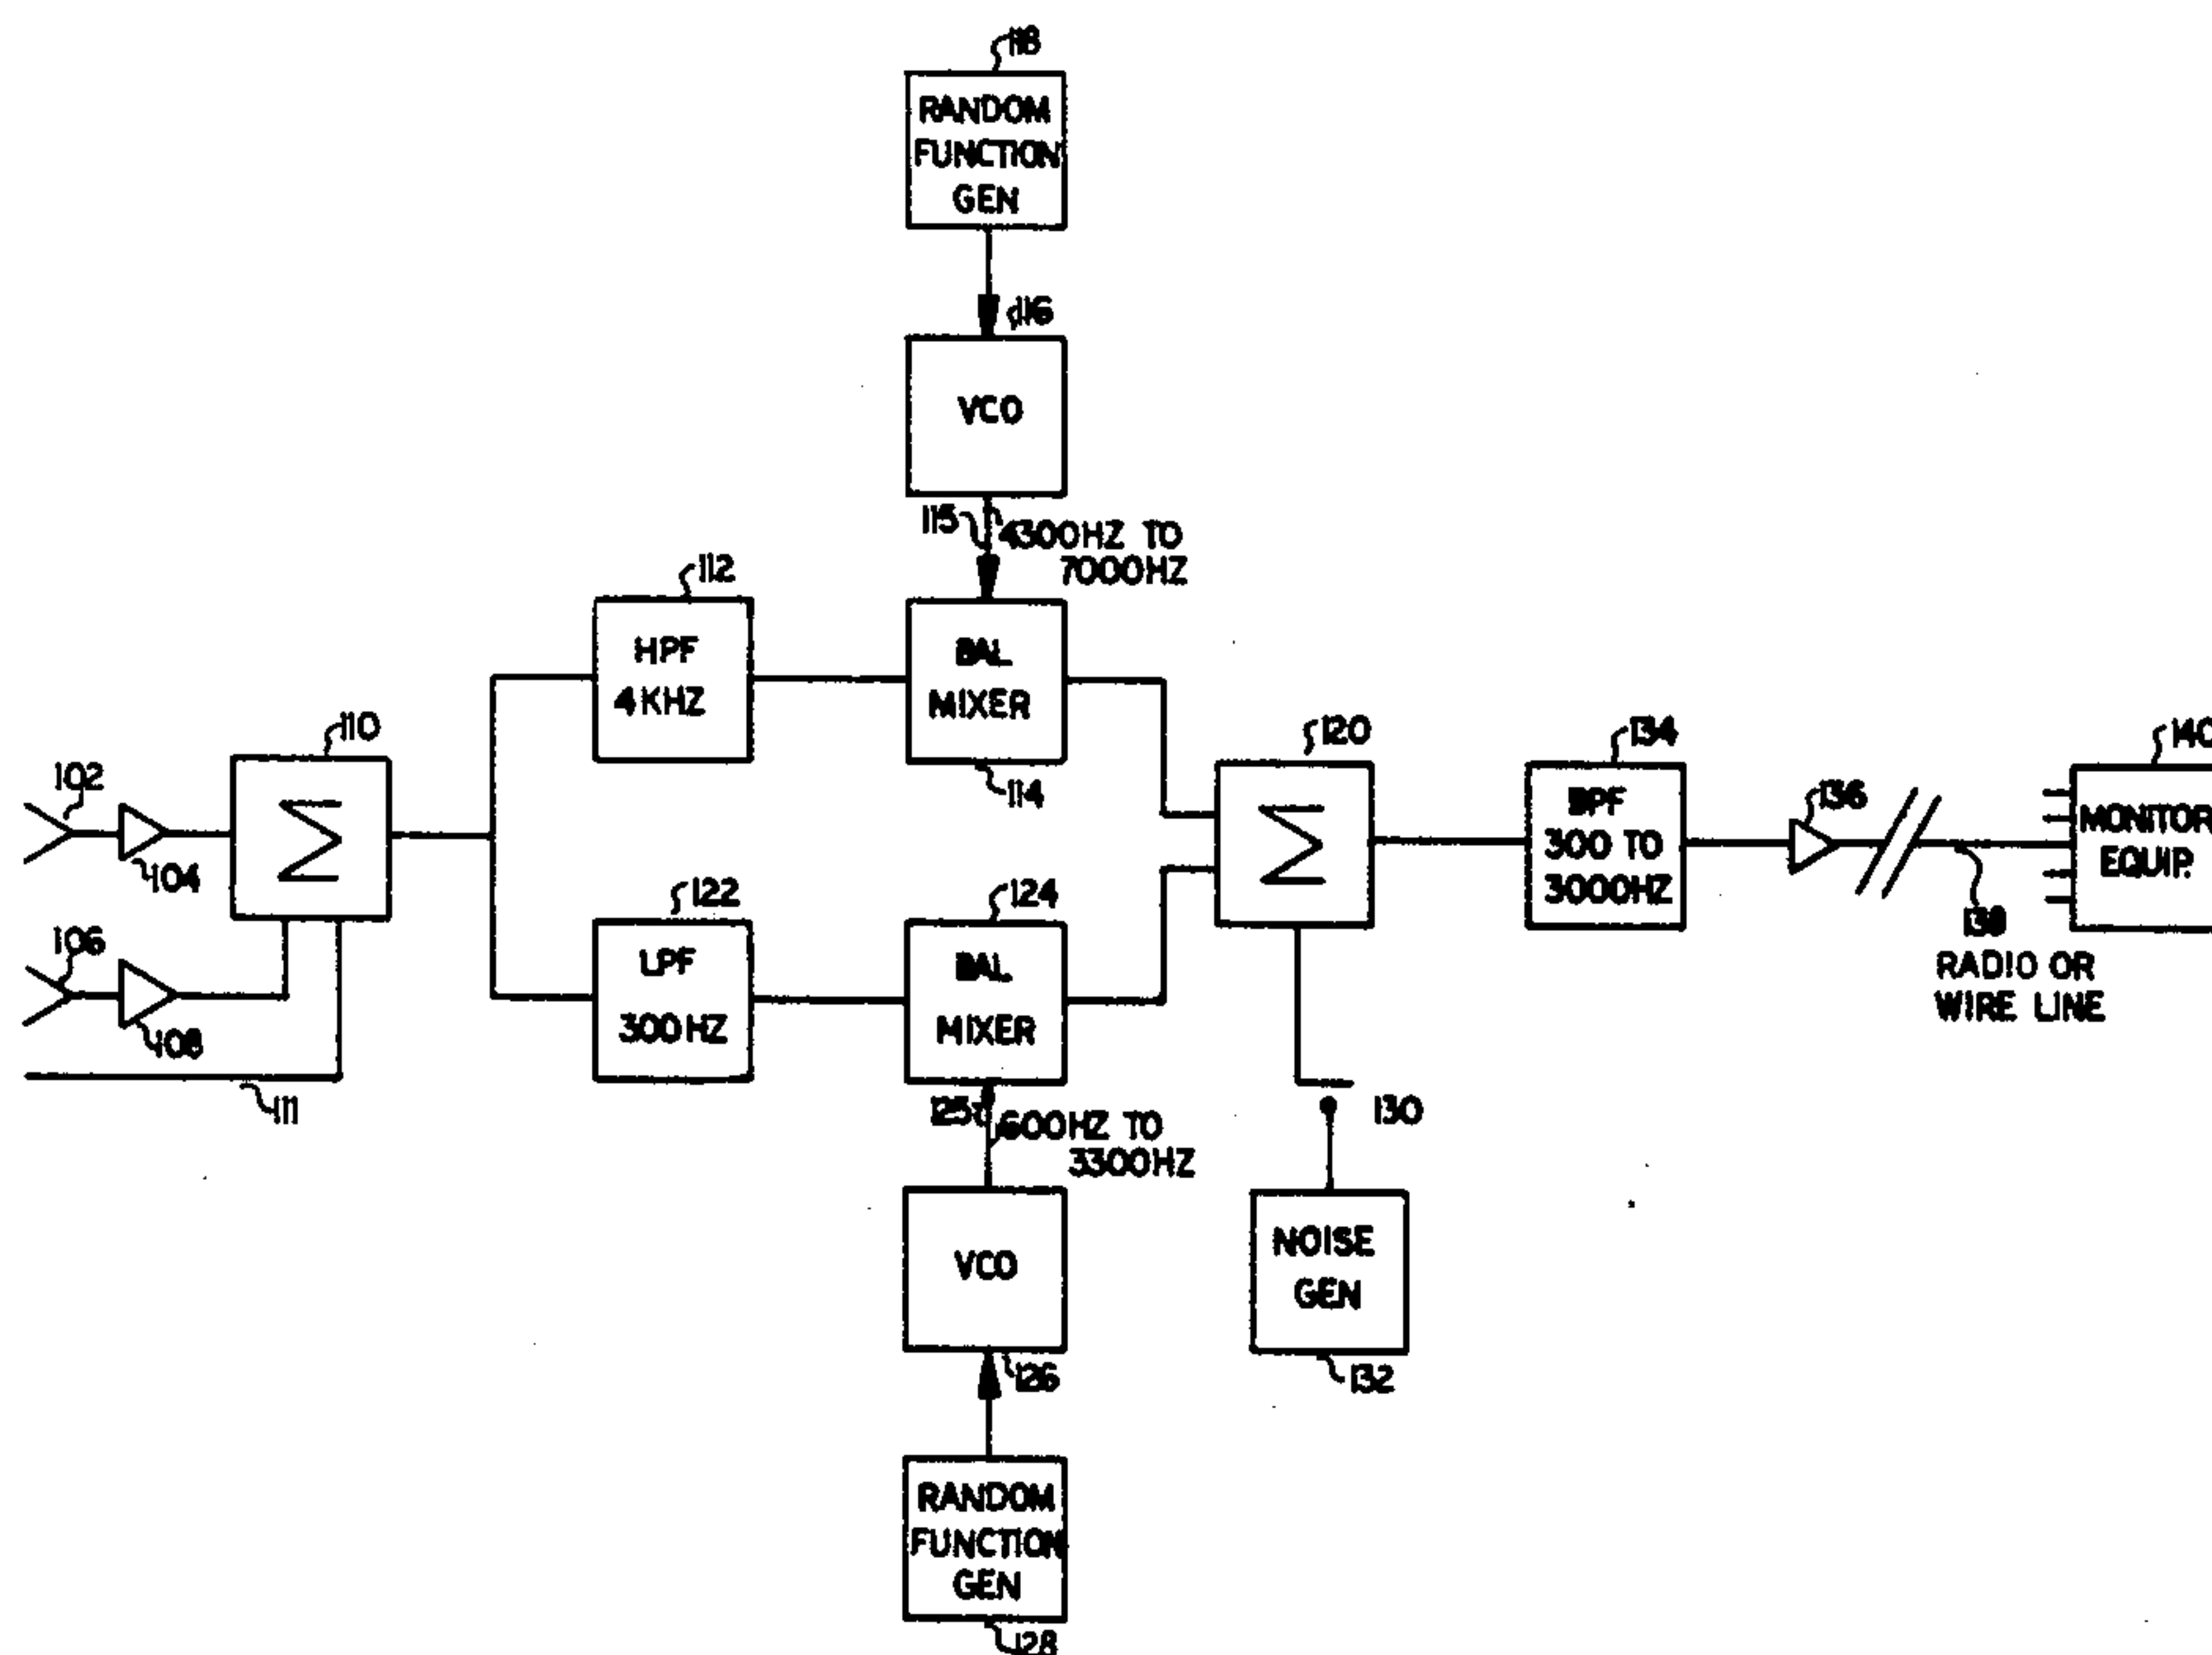 118
RANDOM
FUNCTION
GEN
116
VCO
115
4300HZ TO
7000HZ
112
HPF
4KHZ
BAL
MIXER
114
110
Σ
102
104
106
108
111
122
LPF
300HZ
124
BAL
MIXER
125
600HZ TO
3300HZ
VCO
126
RANDOM
FUNCTION
GEN
128
120
Σ
130
NOISE
GEN
132
134
BPF
300 TO
3000HZ
136
138
RADIO OR
WIRE LINE
140
MONITOR
EQUIP.